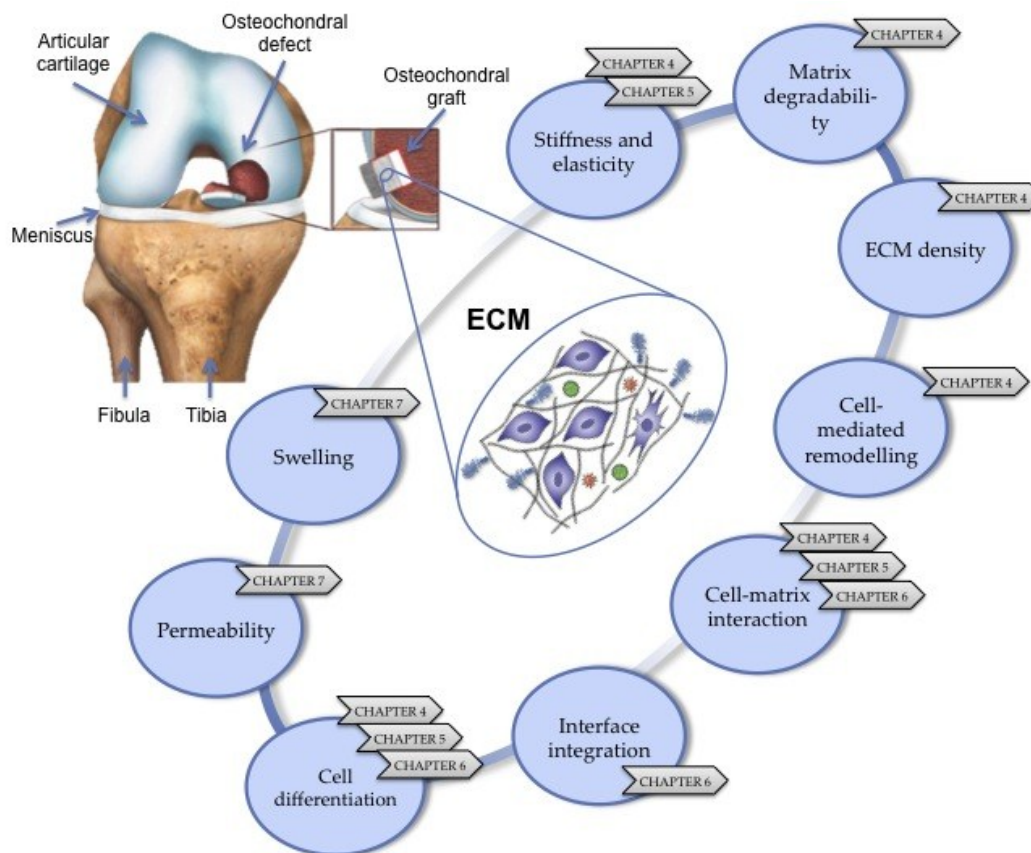 Osteochondral
defect
Articular
cartilage
Osteochondral
graft
Meniscus
Fibula
Tibia
ECM
CHAPTER 4
CHAPTER 5
Stiffness and
elasticity
CHAPTER 4
Matrix
degradabili-
ty
CHAPTER 4
ECM density
CHAPTER 4
Cell-
mediated
remodelling
CHAPTER 4
CHAPTER 5
CHAPTER 6
Cell-matrix
interaction
Interface
integration
CHAPTER 6
CHAPTER 4
CHAPTER 5
CHAPTER 6
Cell
differentiation
CHAPTER 7
Permeability
CHAPTER 7
Swelling